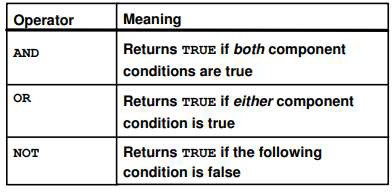 Operator Meaning
AND Returns TRUE if both component
conditions are true
OR Returns TRUE if either component
condition is true
NOT Returns TRUE if the following
condition is false